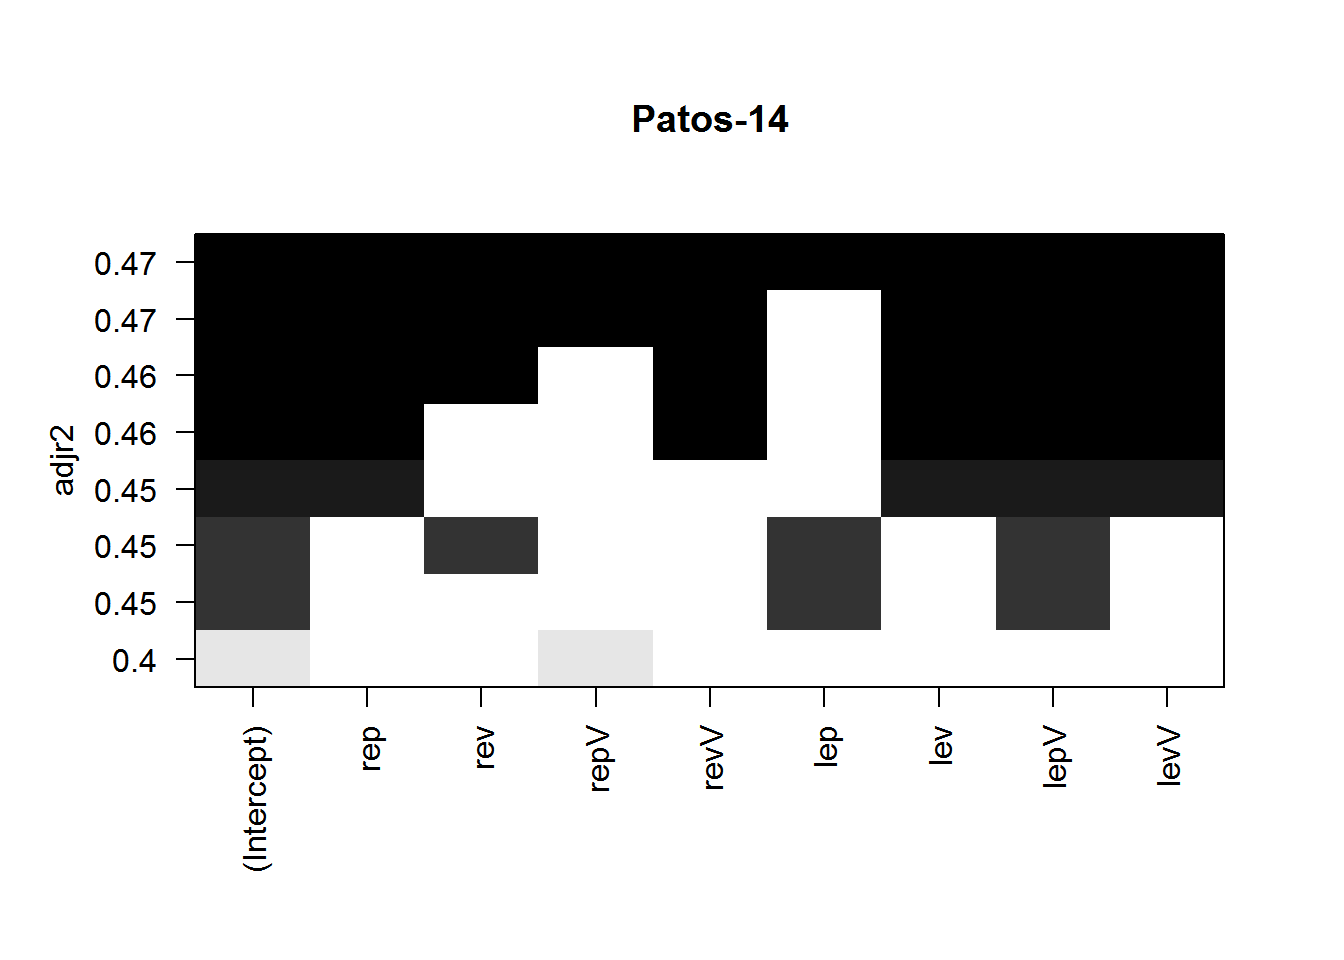 Patos-14
adjr2
0.47
0.47
0.46
0.46
0.45
0.45
0.45
0.4
(Intercept)
rep
rev
repV
revV
lep
lev
lepV
levV